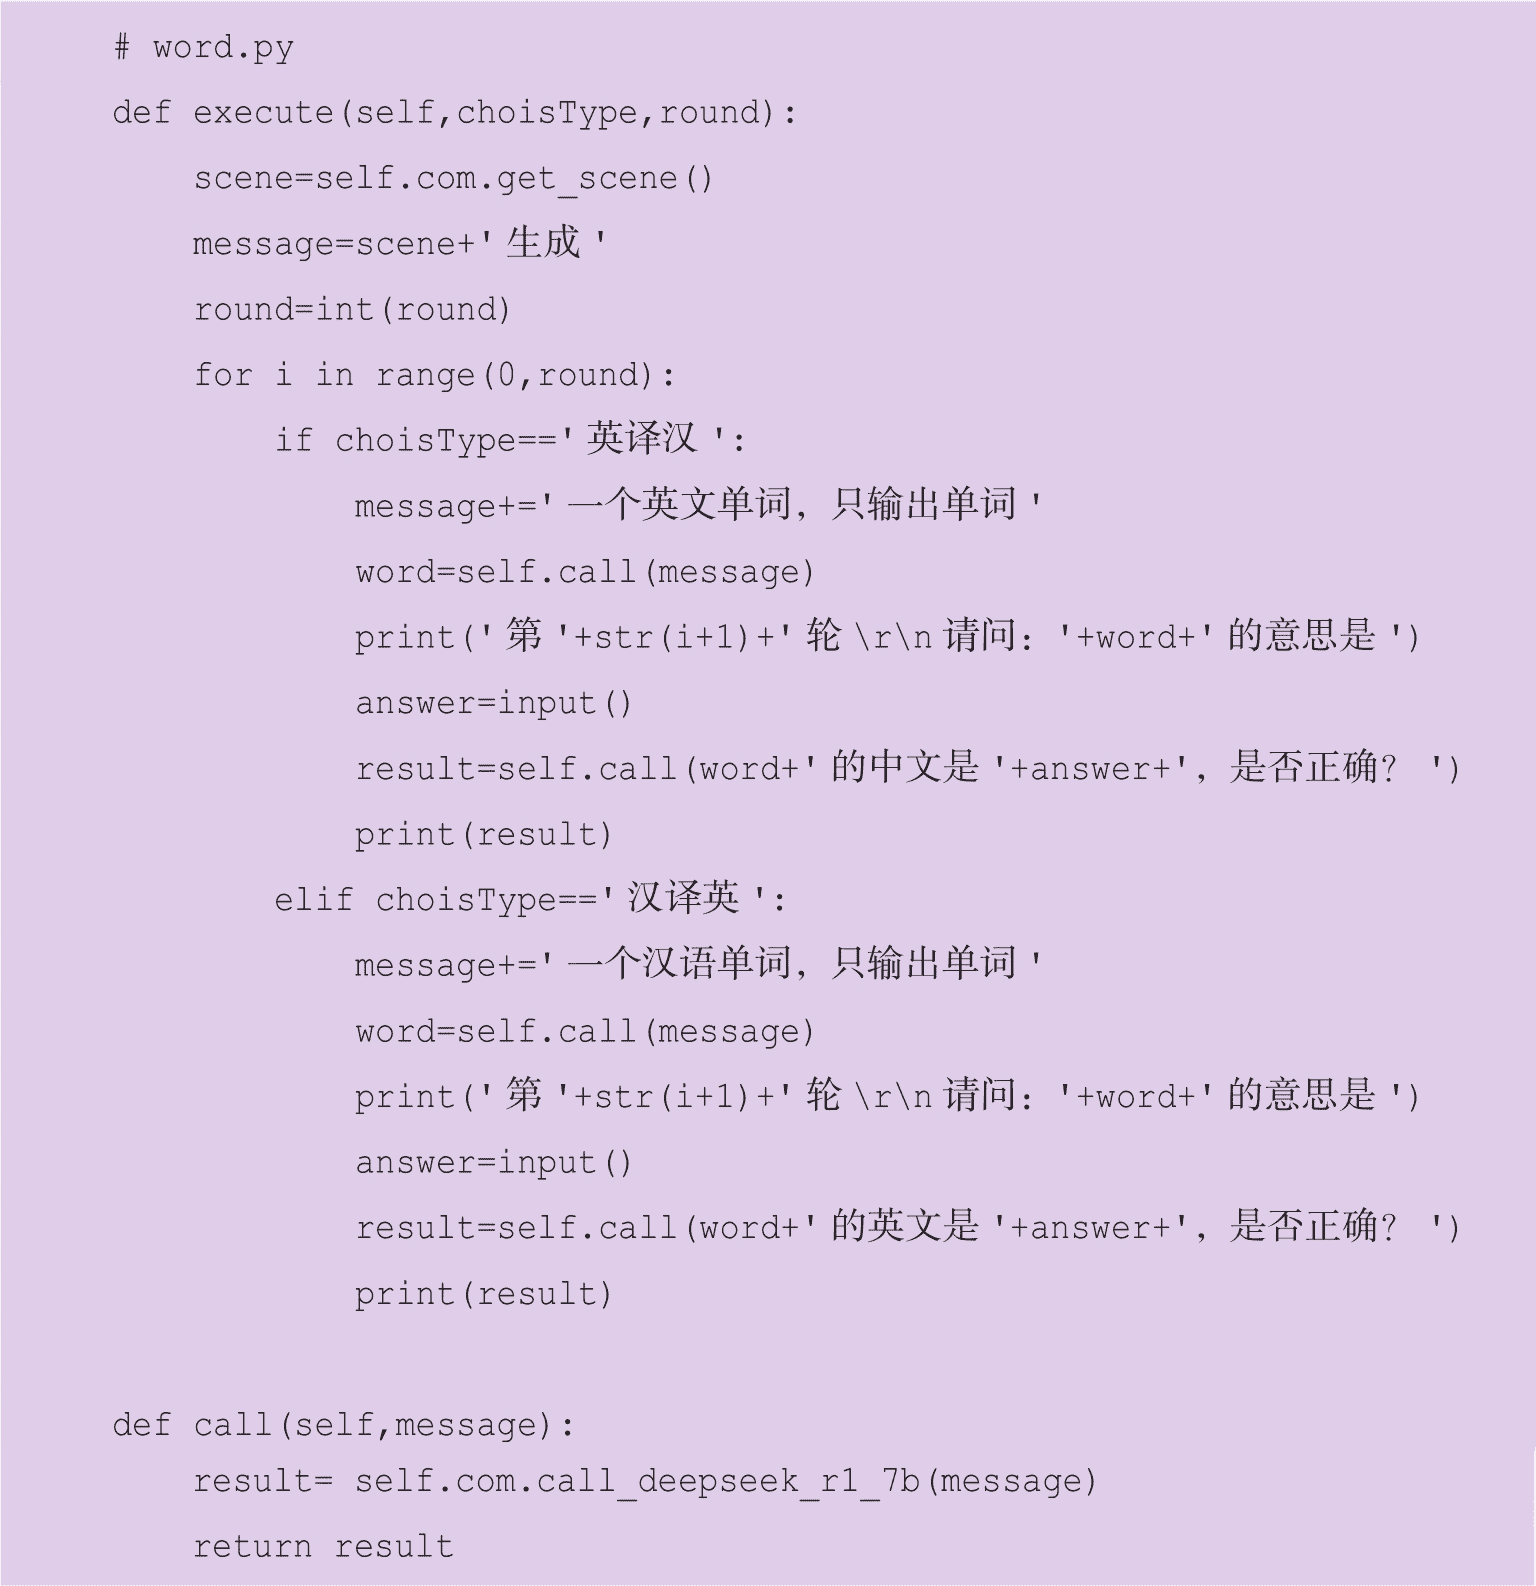 # word.py
def execute(self,choisType,round):
    scene=self.com.get_scene()
    message=scene+'生成'
    round=int(round)
    for i in range(0,round):
        if choisType=='英译汉':
            message+='一个英文单词，只输出单词'
            word=self.call(message)
            print('第'+str(i+1)+'轮\r\n请问：'+word+'的意思是')
            answer=input()
            result=self.call(word+'的中文是'+answer+'，是否正确？')
            print(result)
        elif choisType=='汉译英':
            message+='一个汉语单词，只输出单词'
            word=self.call(message)
            print('第'+str(i+1)+'轮\r\n请问：'+word+'的意思是')
            answer=input()
            result=self.call(word+'的英文是'+answer+'，是否正确？')
            print(result)
def call(self,message):
    result= self.com.call_deepseek_r1_7b(message)
    return result